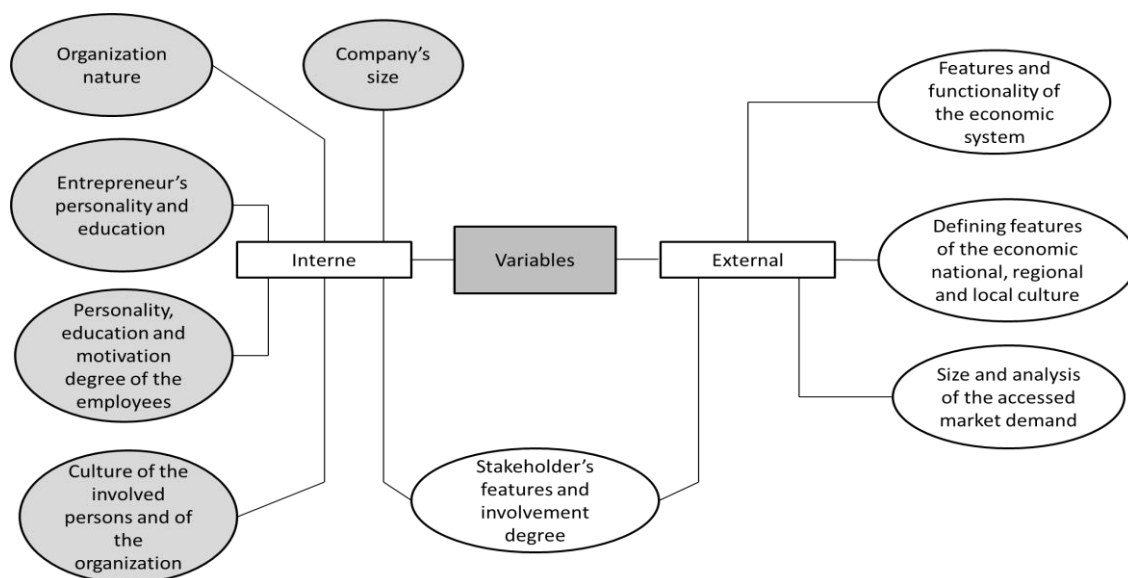 Organization
nature
Company's
size
Features and
functionality of
the economic
system
Entrepreneur's
personality and
education
Interne
Variables
External
Defining features
of the economic
national, regional
and local culture
Personality,
education and
motivation
degree of the
employees
Size and analysis
of the accessed
market demand
Culture of the
involved
persons and of
the
organization
Stakeholder's
features and
involvement
degree